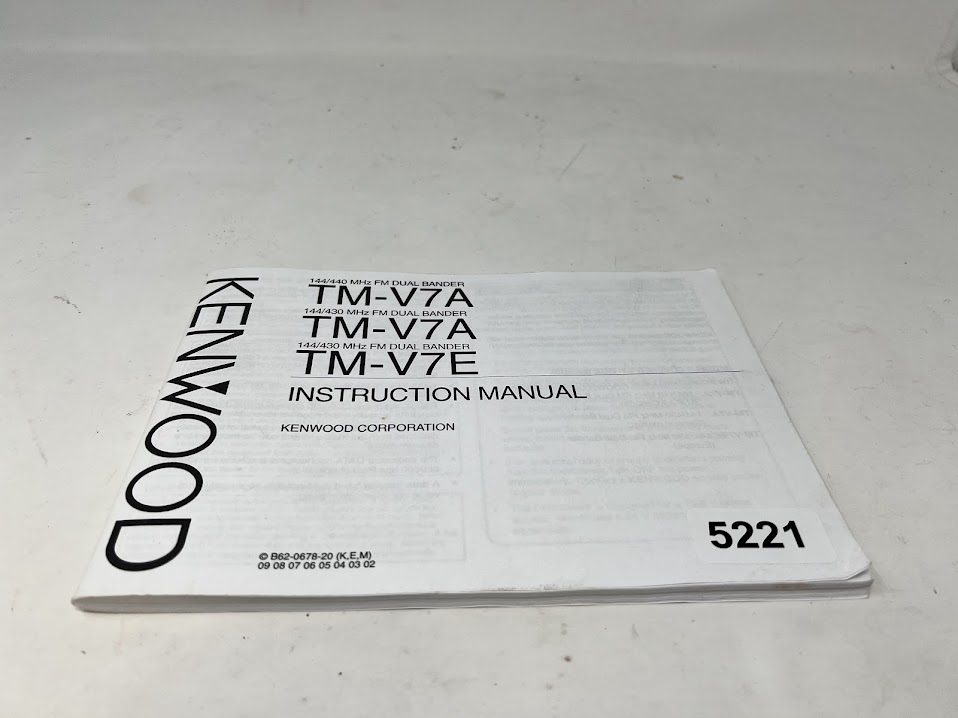 KENWOOD
144/440 MHz FM DUAL BANDER
TM-V7A
144/430 MHz FM DUAL BANDER
TM-V7A
144/430 MHz FM DUAL BANDER
TM-V7E
INSTRUCTION MANUAL
KENWOOD CORPORATION
© B62-0678-20 (K,E,M)
09 08 07 06 05 04 03 02
5221